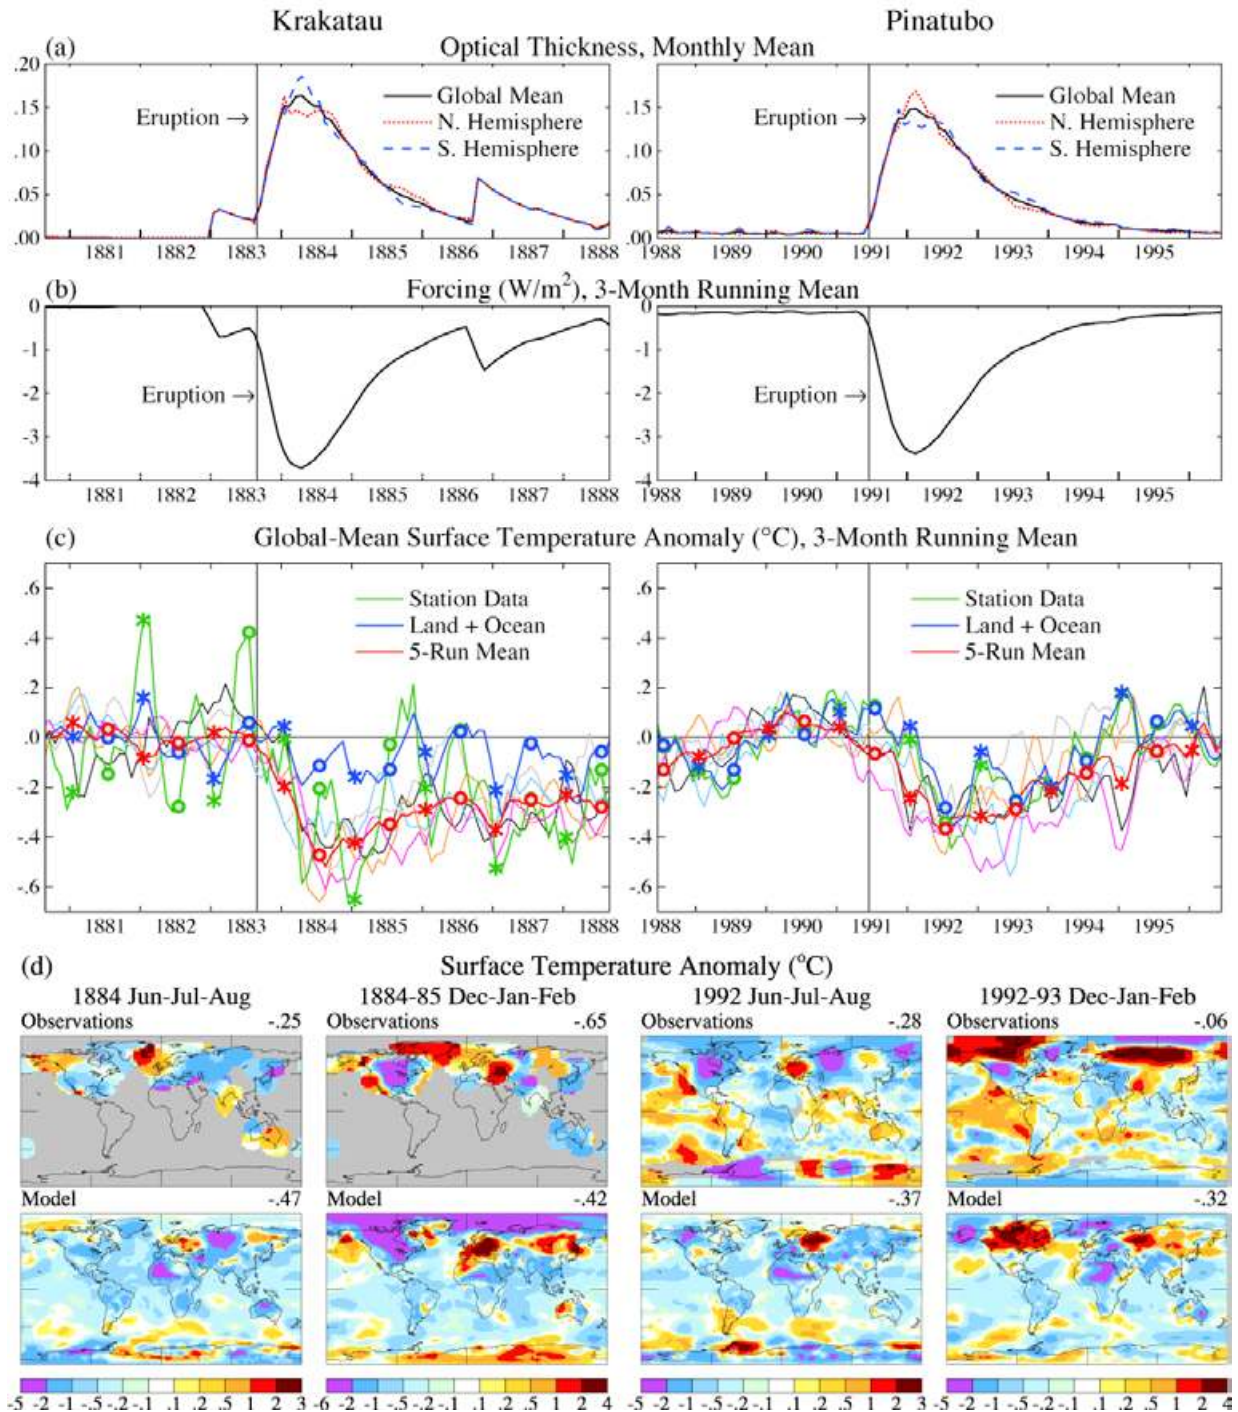 Krakatau Pinatubo
(a) Optical Thickness, Monthly Mean
.20
.15
.10
.05
.00
Eruption →
Global Mean
N. Hemisphere
S. Hemisphere
1881 1882 1883 1884 1885 1886 1887 1888
Eruption →
Global Mean
N. Hemisphere
S. Hemisphere
.20
.15
.10
.05
.00
1988 1989 1990 1991 1992 1993 1994 1995
(b) Forcing (W/m²), 3-Month Running Mean
0
-1
-2
-3
-4
Eruption →
1881 1882 1883 1884 1885 1886 1887 1888
0
-1
-2
-3
-4
Eruption →
1988 1989 1990 1991 1992 1993 1994 1995
(c) Global-Mean Surface Temperature Anomaly (°C), 3-Month Running Mean
.6
.4
.2
.0
-.2
-.4
-.6
Station Data
Land + Ocean
5-Run Mean
1881 1882 1883 1884 1885 1886 1887 1888
.6
.4
.2
.0
-.2
-.4
-.6
Station Data
Land + Ocean
5-Run Mean
1988 1989 1990 1991 1992 1993 1994 1995
(d) Surface Temperature Anomaly (°C)
1884 Jun-Jul-Aug 1884-85 Dec-Jan-Feb 1992 Jun-Jul-Aug 1992-93 Dec-Jan-Feb
Observations -.25 Observations -.65 Observations -.28 Observations -.06
Model -.47 Model -.42 Model -.37 Model -.32
-5 -2 -1 -.5 -.2 -.1 .1 .2 .5 1 2 3 -6 -2 -1 -.5 -.2 -.1 .1 .2 .5 1 2 4 -5 -2 -1 -.5 -.2 -.1 .1 .2 .5 1 2 3 -5 -2 -1 -.5 -.2 -.1 .1 .2 .5 1 2 4